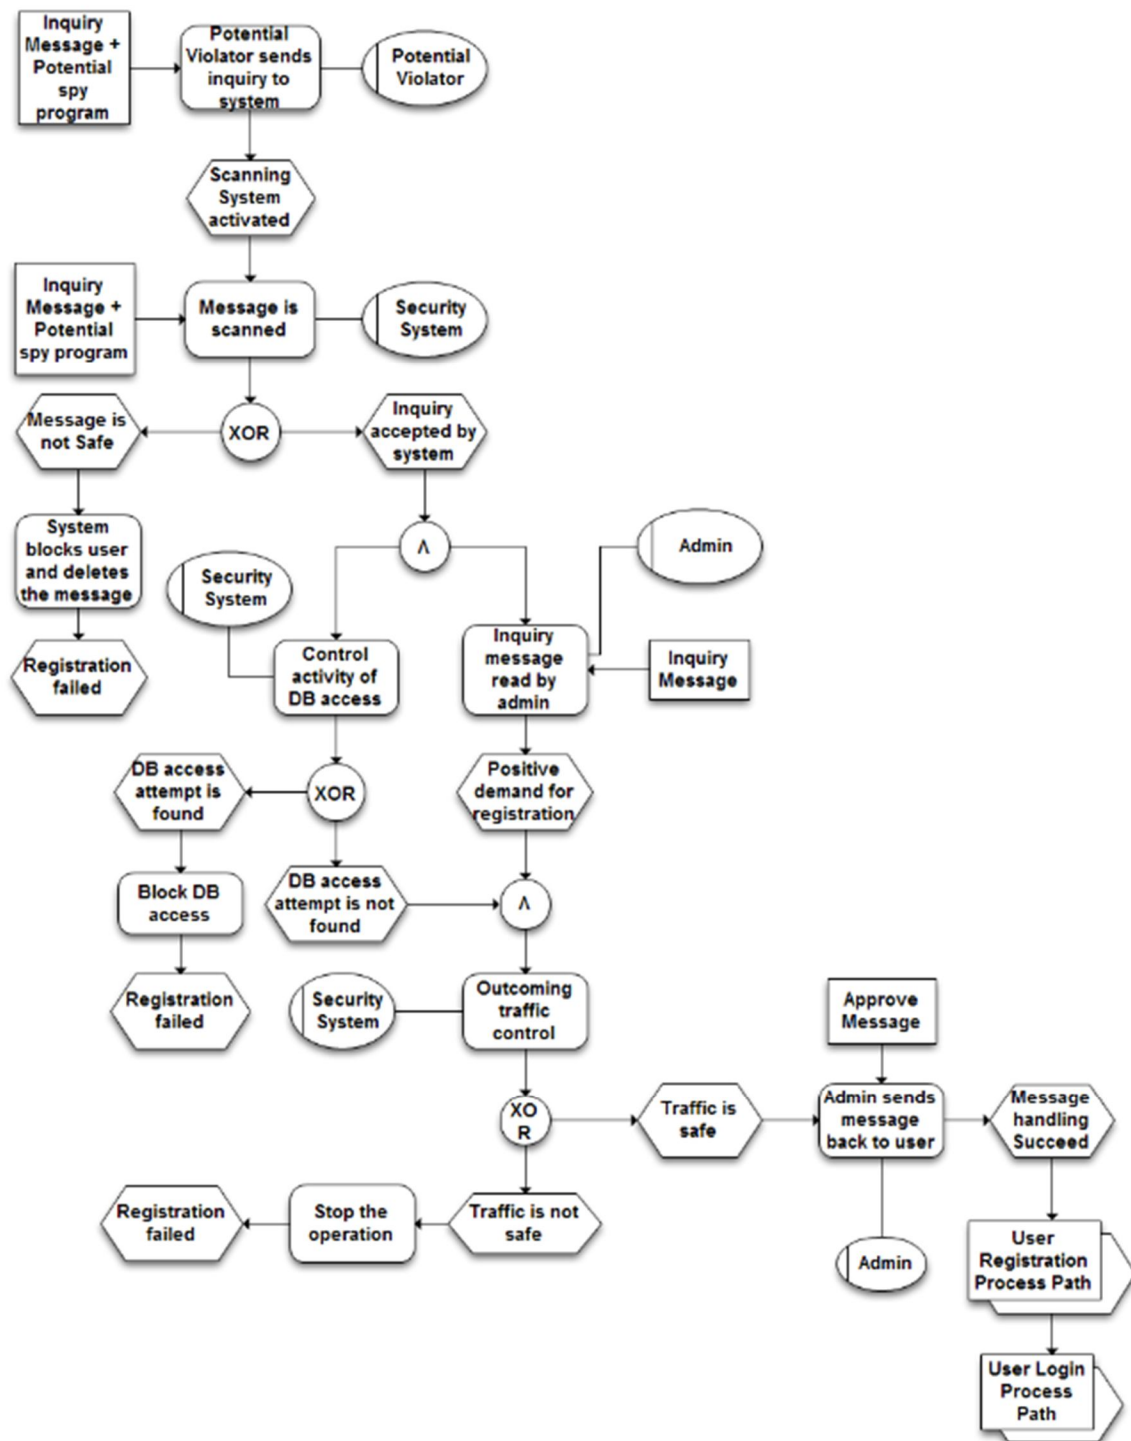 Inquiry
Message +
Potential
spy
program
Potential
Violator sends
inquiry to
system
Potential
Violator
Scanning
System
activated
Inquiry
Message +
Potential
spy program
Message is
scanned
Security
System
Message is
not Safe
XOR
Inquiry
accepted by
system
System
blocks user
and deletes
the message
Λ
Admin
Security
System
Registration
failed
Control
activity of
DB access
Inquiry
message
read by
admin
Inquiry
Message
DB access
attempt is
found
XOR
Positive
demand for
registration
Block DB
access
DB access
attempt is not
found
Λ
Registration
failed
Security
System
Outcoming
traffic
control
Approve
Message
XO
R
Traffic is
safe
Admin sends
message
back to user
Message
handling
Succeed
Registration
failed
Stop the
operation
Traffic is not
safe
Admin
User
Registration
Process Path
User Login
Process
Path